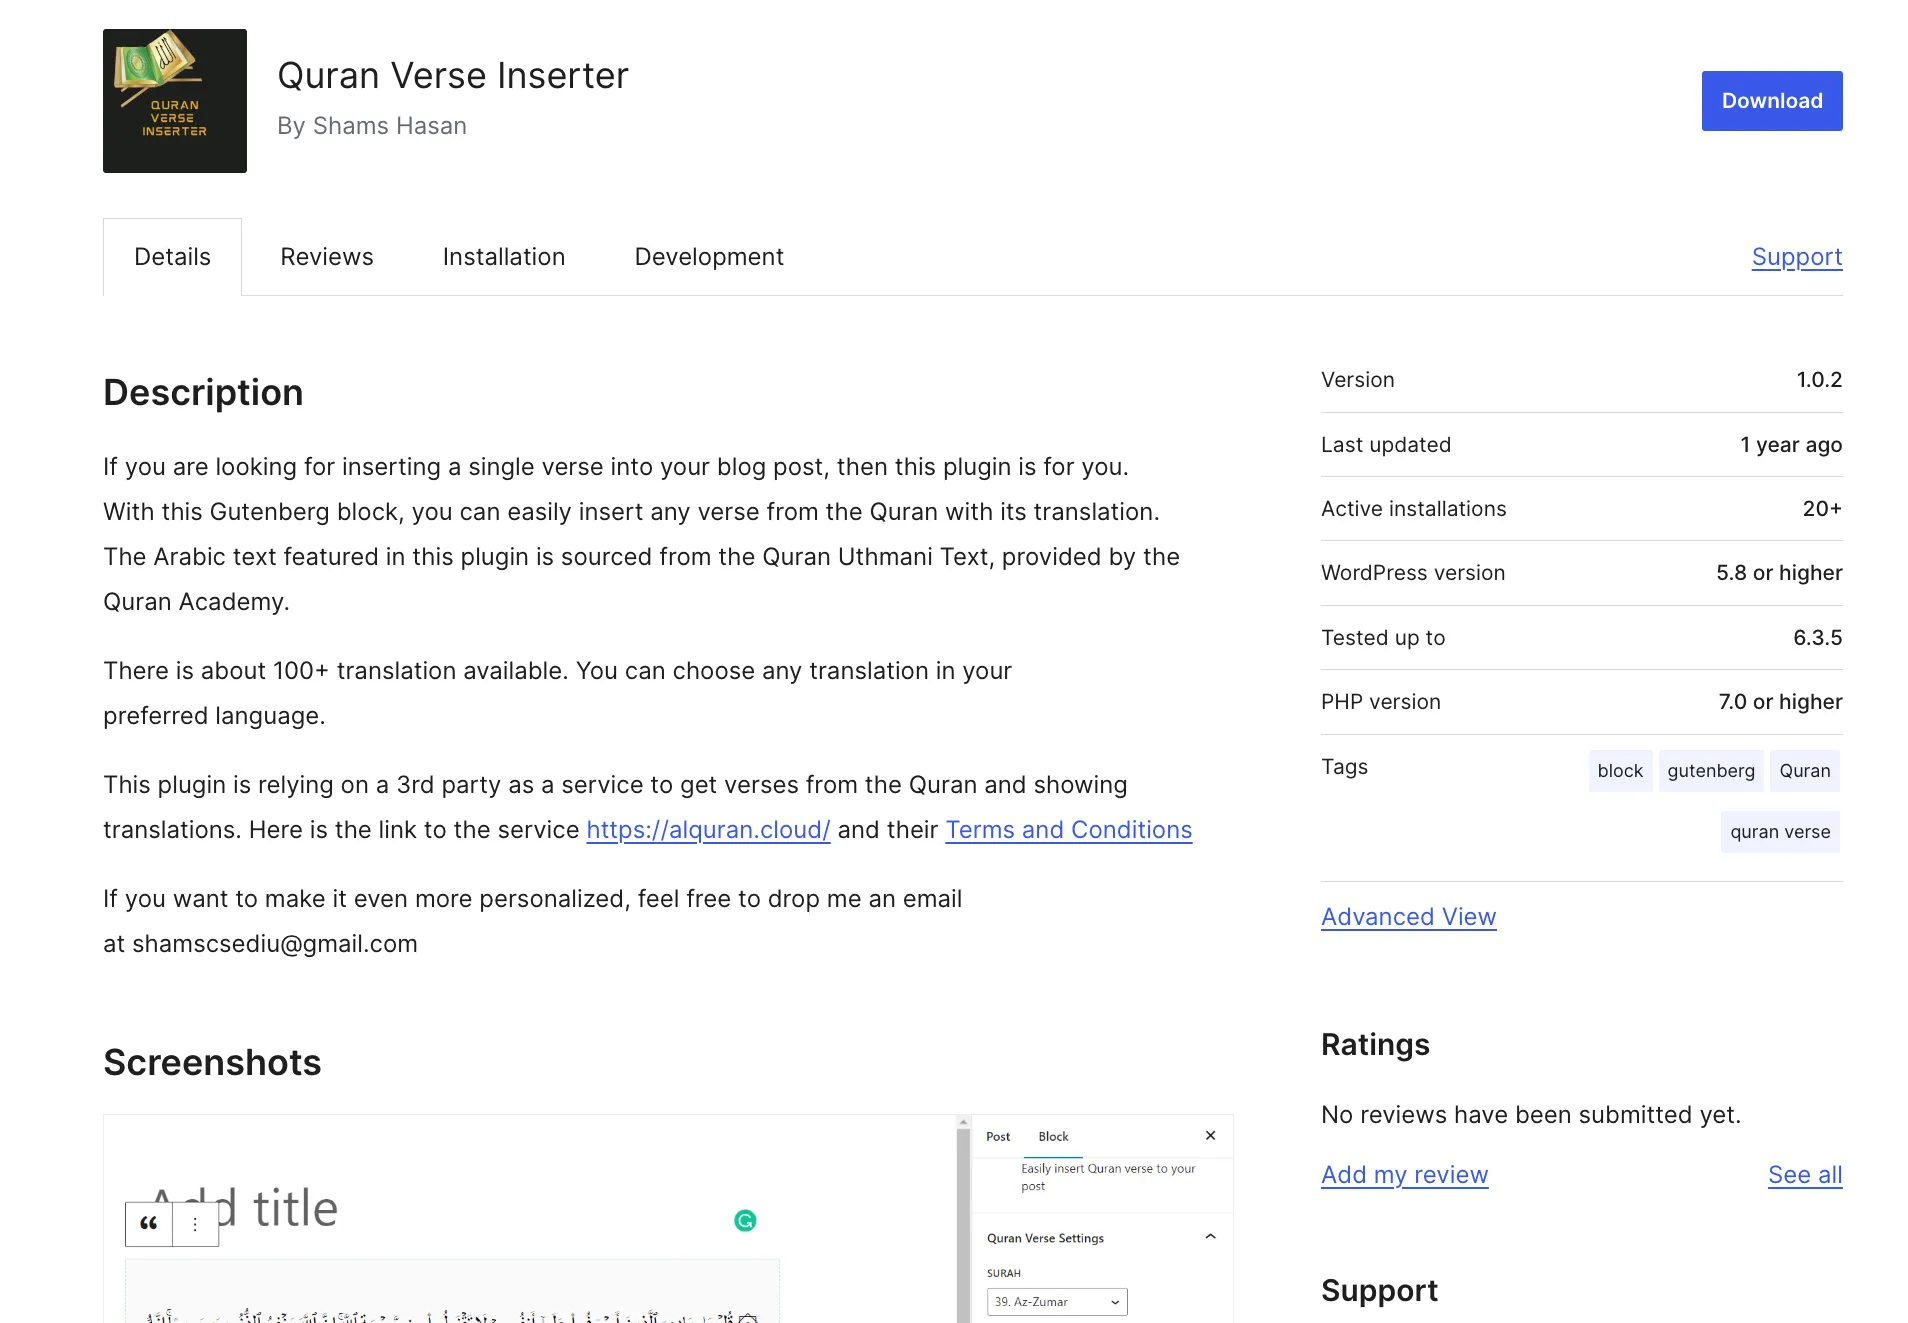 QURAN
VERSE
INSERTER
Quran Verse Inserter
By Shams Hasan
Download
Details
Reviews
Installation
Development
Support
Description
If you are looking for inserting a single verse into your blog post, then this plugin is for you.
With this Gutenberg block, you can easily insert any verse from the Quran with its translation.
The Arabic text featured in this plugin is sourced from the Quran Uthmani Text, provided by the
Quran Academy.
There is about 100+ translation available. You can choose any translation in your
preferred language.
This plugin is relying on a 3rd party as a service to get verses from the Quran and showing
translations. Here is the link to the service https://alquran.cloud/ and their Terms and Conditions
If you want to make it even more personalized, feel free to drop me an email
at shamscsediu@gmail.com
Screenshots
Add title
Post
Block
Easily insert Quran verse to your
post
Quran Verse Settings
SURAH
39. Az-Zumar
Version 1.0.2
Last updated 1 year ago
Active installations 20+
WordPress version 5.8 or higher
Tested up to 6.3.5
PHP version 7.0 or higher
Tags block gutenberg Quran
quran verse
Advanced View
Ratings
No reviews have been submitted yet.
Add my review See all
Support